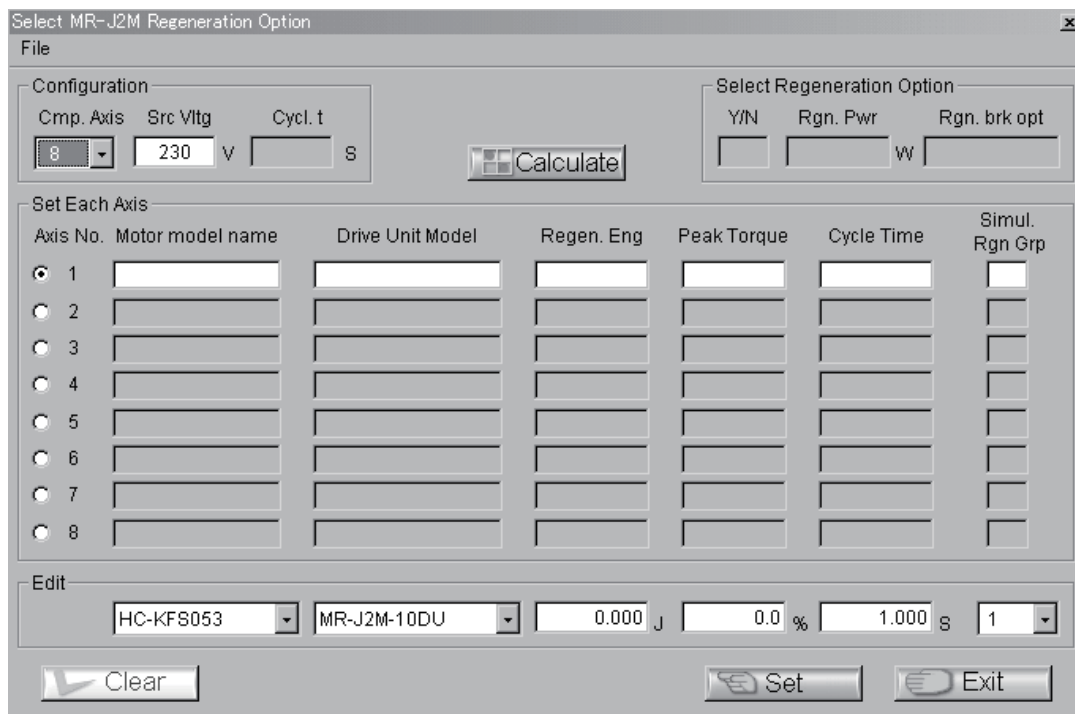 Select MR-J2M Regeneration Option
File
Configuration
Select Regeneration Option
Cmp. Axis Src Vltg Cycl. t
Y/N Rgn. Pwr Rgn. brk opt
8 230 V S
W
Calculate
Set Each Axis
Axis No. Motor model name Drive Unit Model Regen. Eng Peak Torque Cycle Time Simul. Rgn Grp
1
2
3
4
5
6
7
8
Edit
HC-KFS053 MR-J2M-10DU 0.000 J 0.0 % 1.000 S 1
Clear Set Exit